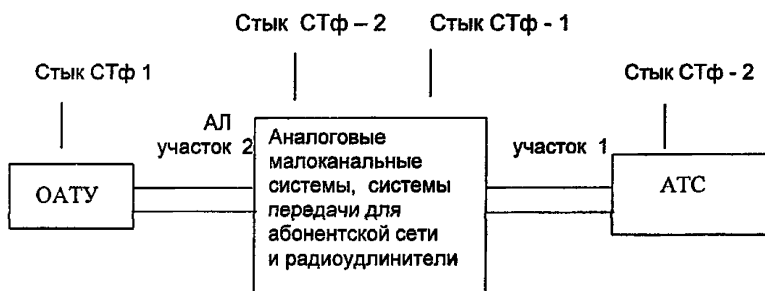 Стык СТф – 2
Стык СТф - 1
Стык СТф 1
Стык СТф - 2
АЛ
участок 2
участок 1
ОАТУ
Аналоговые
малоканальные
системы, системы
передачи для
абонентской сети
и радиоудлинители
АТС